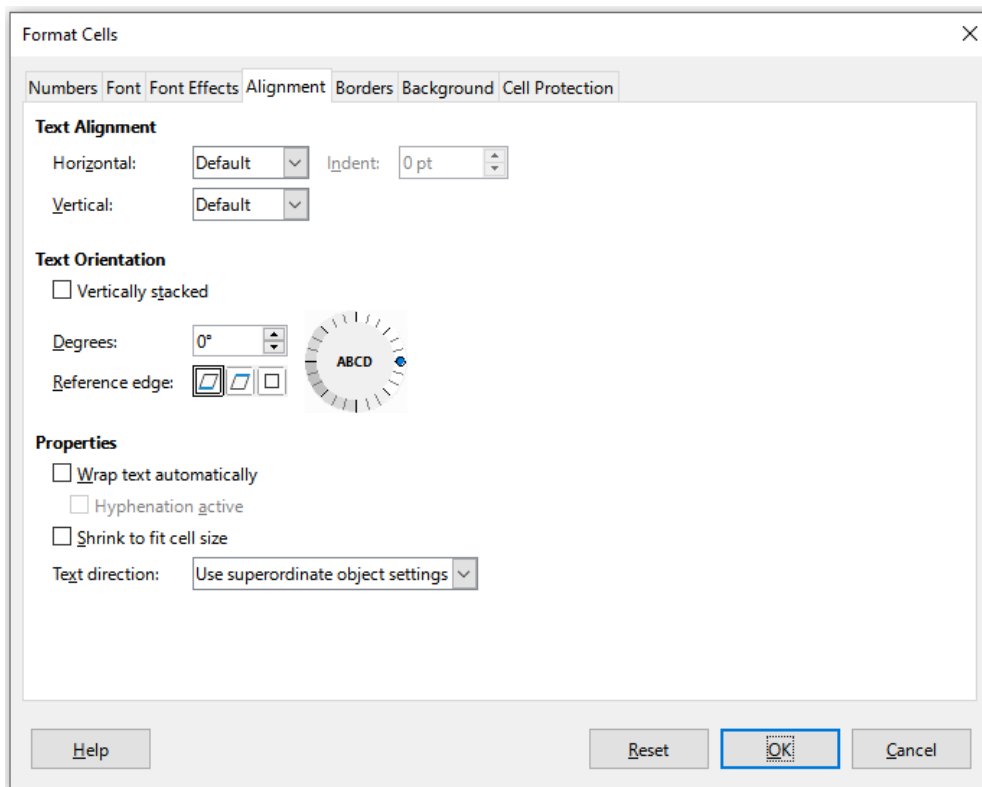 Format Cells
Numbers Font Font Effects Alignment Borders Background Cell Protection
Text Alignment
Horizontal: Default Indent: 0 pt
Vertical: Default
Text Orientation
Vertically stacked
Degrees: 0°
ABCD
Reference edge:
Properties
Wrap text automatically
Hyphenation active
Shrink to fit cell size
Text direction: Use superordinate object settings
Help Reset OK Cancel